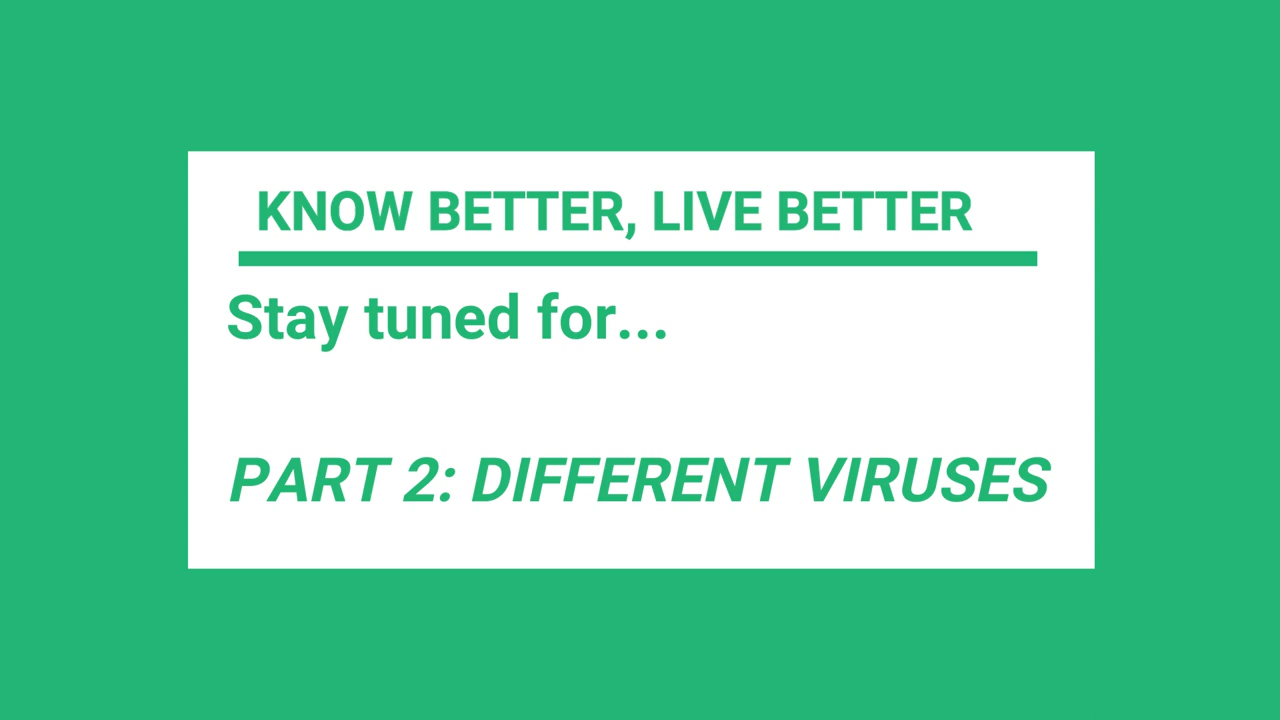 KNOW BETTER, LIVE BETTER
Stay tuned for...
PART 2: DIFFERENT VIRUSES